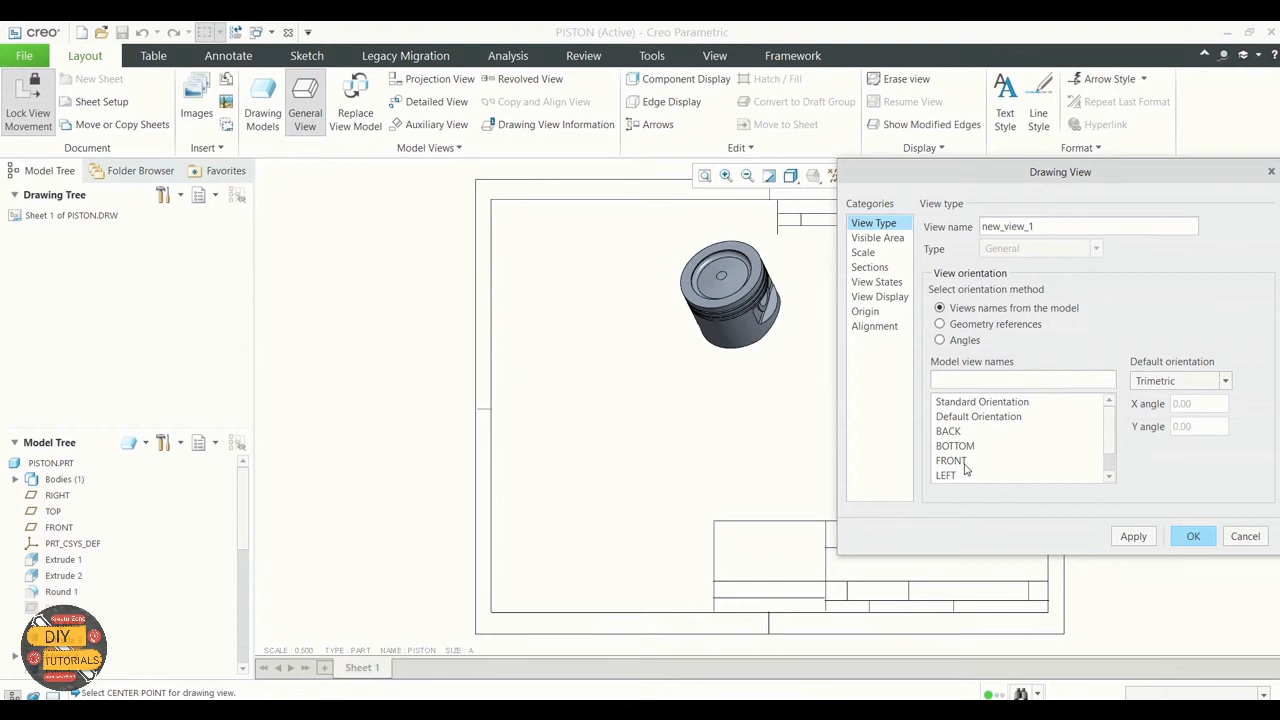 creo° PISTON (Active) - Creo Parametric
File Layout Table Annotate Sketch Legacy Migration Analysis Review Tools View Framework
Lock View Movement
New Sheet
Sheet Setup
Move or Copy Sheets
Document
Images
Insert
Drawing Models
General View
Replace View Model
Projection View
Detailed View
Auxiliary View
Revolved View
Copy and Align View
Drawing View Information
Model Views
Component Display
Edge Display
Arrows
Hatch / Fill
Convert to Draft Group
Move to Sheet
Edit
Erase view
Resume View
Show Modified Edges
Display
Text Style
Line Style
Arrow Style
Repeat Last Format
Hyperlink
Format
Model Tree Folder Browser Favorites
Drawing Tree
Sheet 1 of PISTON.DRW
Model Tree
PISTON.PRT
Bodies (1)
RIGHT
TOP
FRONT
PRT_CSYS_DEF
Extrude 1
Extrude 2
Round 1
Kreato Zone
DIY
TUTORIALS
Drawing View
Categories
View Type
Visible Area
Scale
Sections
View States
View Display
Origin
Alignment
View type
View name new_view_1
Type General
View orientation
Select orientation method
Views names from the model
Geometry references
Angles
Model view names
Standard Orientation
Default Orientation
BACK
BOTTOM
FRONT
LEFT
Default orientation
Trimetric
X angle 0.00
Y angle 0.00
Apply OK Cancel
SCALE : 0.500 TYPE : PART NAME : PISTON SIZE : A
Sheet 1
Select CENTER POINT for drawing view.